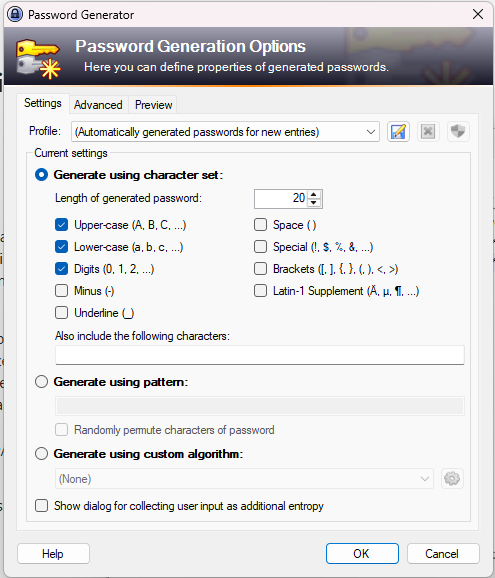 Password Generator
Password Generation Options
Here you can define properties of generated passwords.
Settings Advanced Preview
Profile: (Automatically generated passwords for new entries)
Current settings
Generate using character set:
Length of generated password: 20
Upper-case (A, B, C, ...) Space ( )
Lower-case (a, b, c, ...) Special (!, $, %, &, ...)
Digits (0, 1, 2, ...) Brackets ([, ], {, }, (, ), <, >)
Minus (-) Latin-1 Supplement (Ä, µ, ¶, ...)
Underline (_)
Also include the following characters:
Generate using pattern:
Randomly permute characters of password
Generate using custom algorithm:
(None)
Show dialog for collecting user input as additional entropy
Help OK Cancel